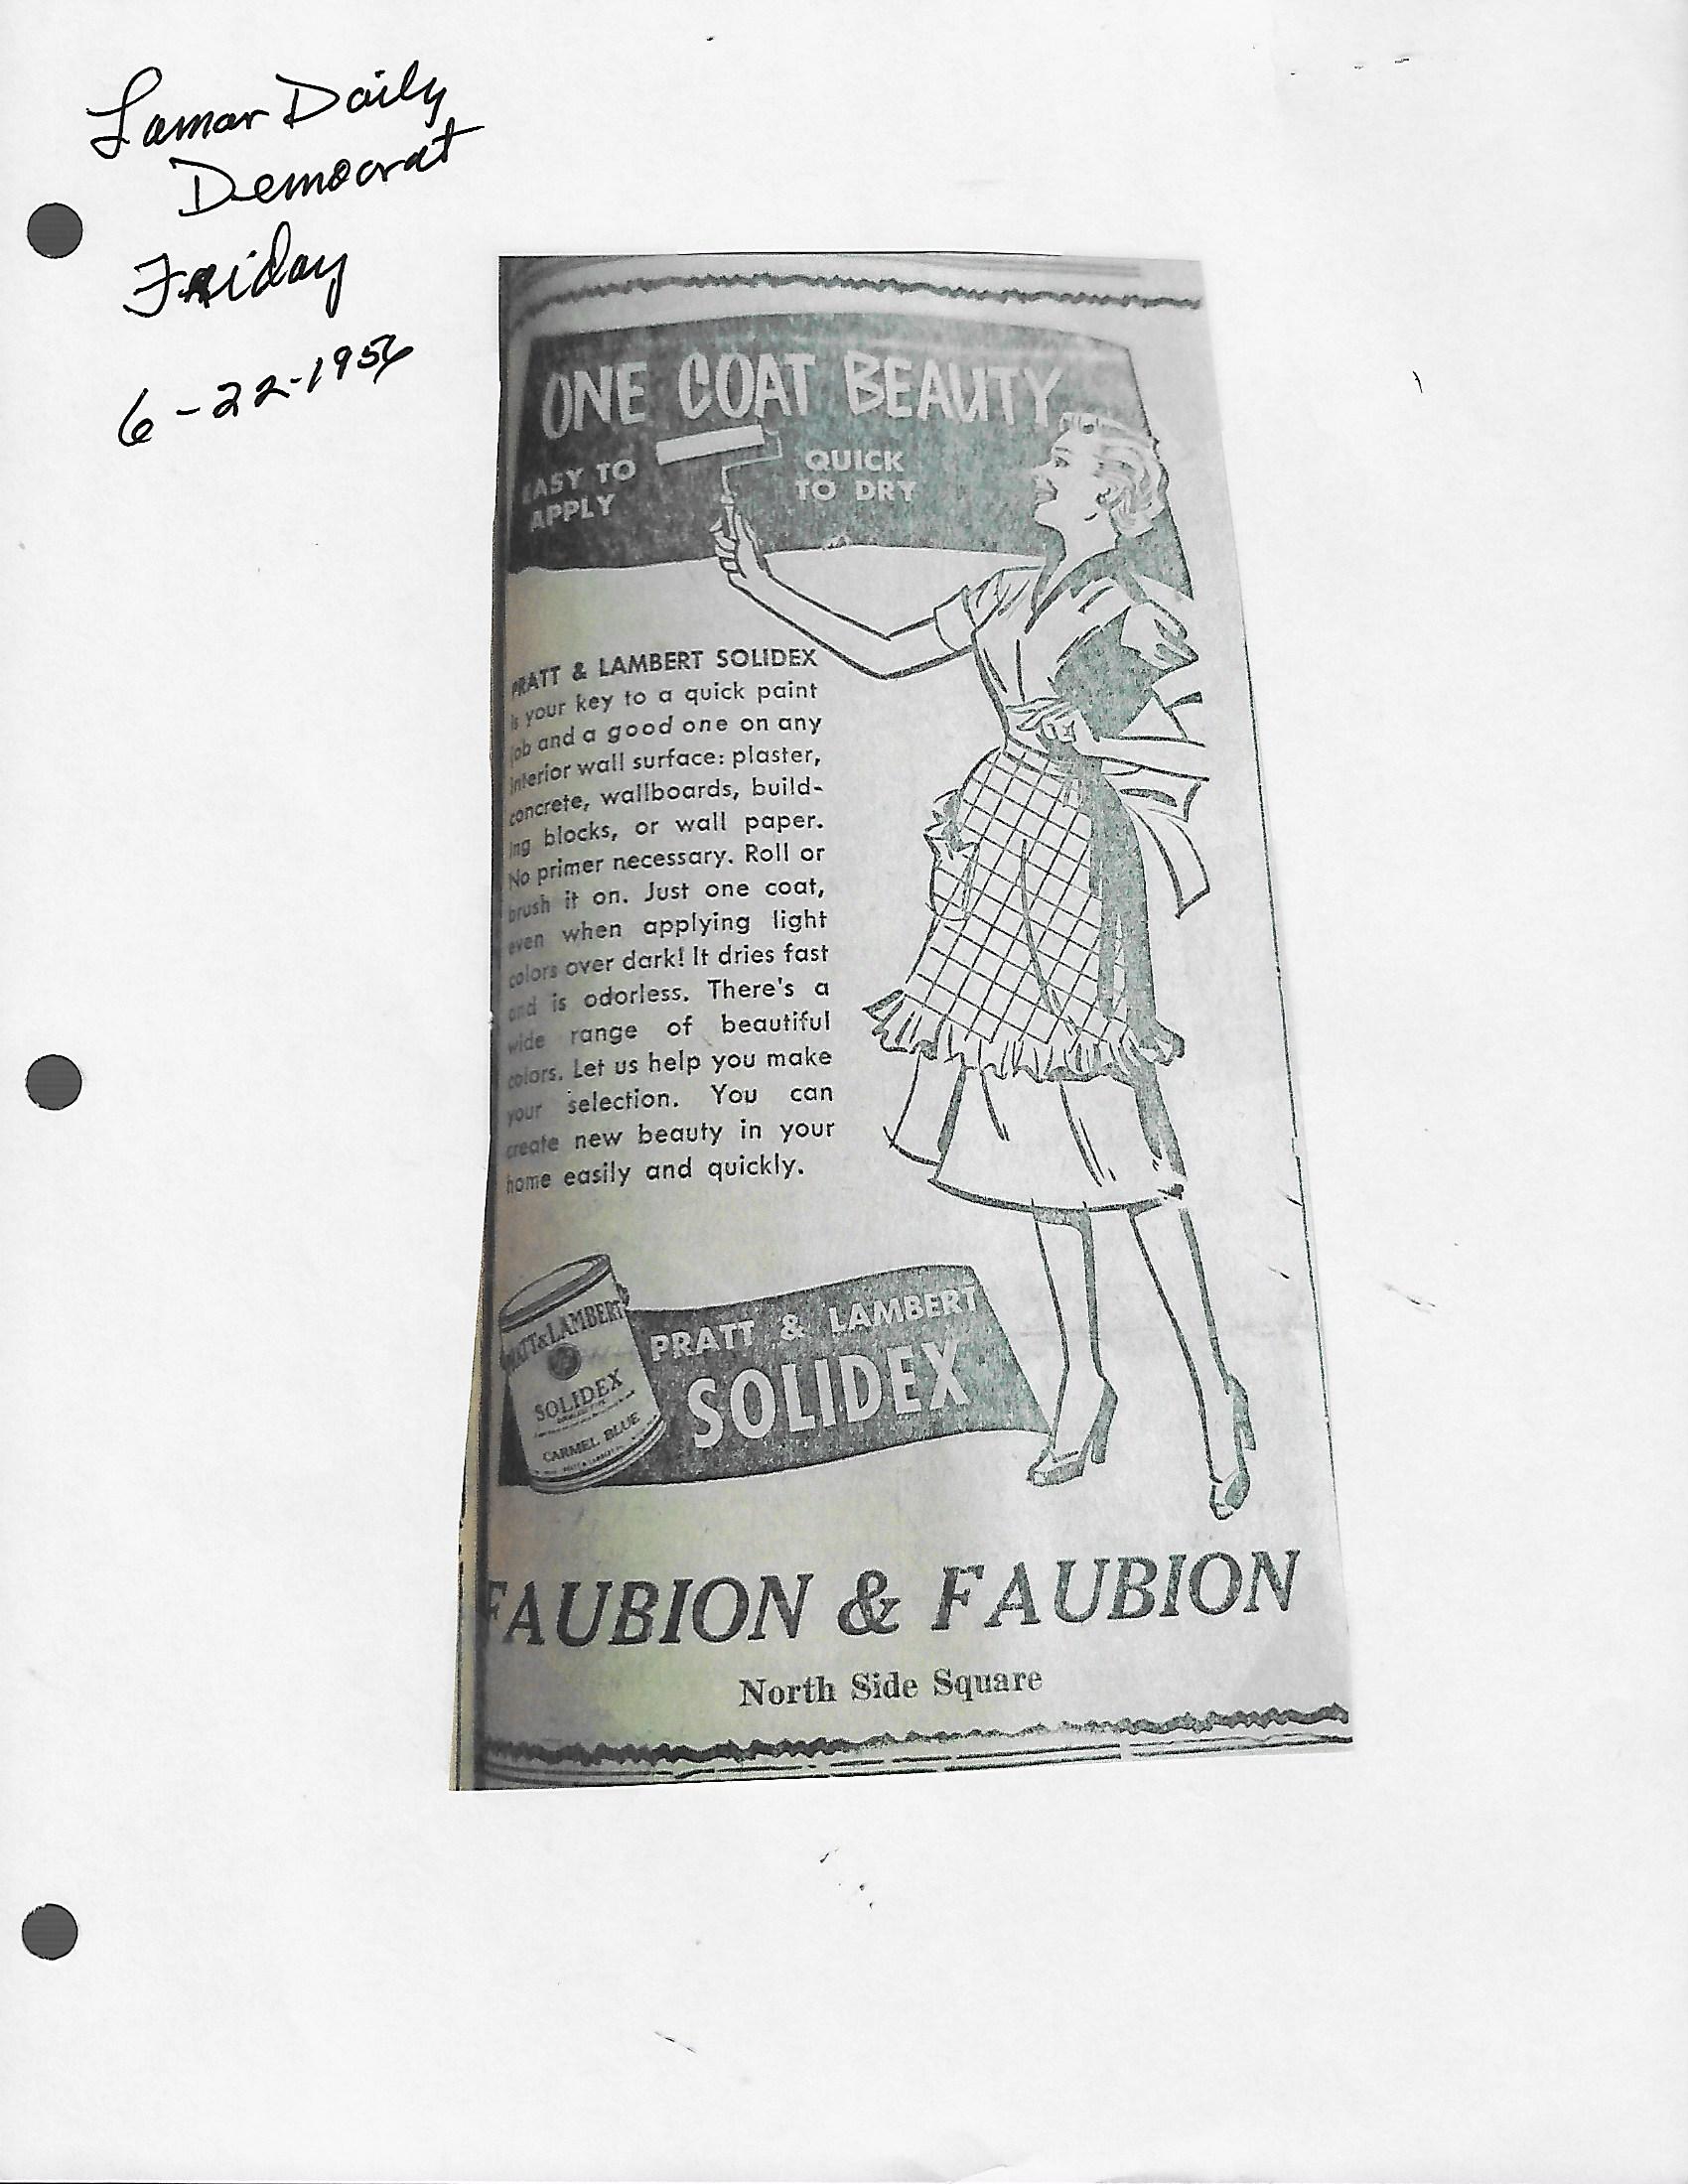 Lamar Daily
Democrat
Friday
6-22-1956
ONE COAT BEAUTY
EASY TO
APPLY
QUICK
TO DRY
PRATT & LAMBERT SOLIDEX
is your key to a quick paint
job and a good one on any
interior wall surface: plaster,
concrete, wallboards, build-
ing blocks, or wall paper.
No primer necessary. Roll or
brush it on. Just one coat,
even when applying light
colors over dark! It dries fast
and is odorless. There's a
wide range of beautiful
colors. Let us help you make
your selection. You can
create new beauty in your
home easily and quickly.
PRATT & LAMBERT
SOLIDEX
CARMEL BLUE
PRATT & LAMBERT
SOLIDEX
FAUBION & FAUBION
North Side Square